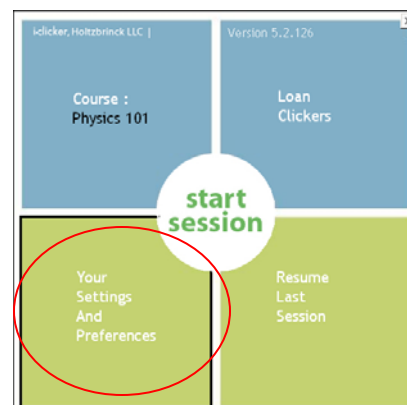 i-clicker, Holtzbrinck LLC |
Version 5.2.126
Course :
Physics 101
Loan
Clickers
start
session
Your
Settings
And
Preferences
Resume
Last
Session